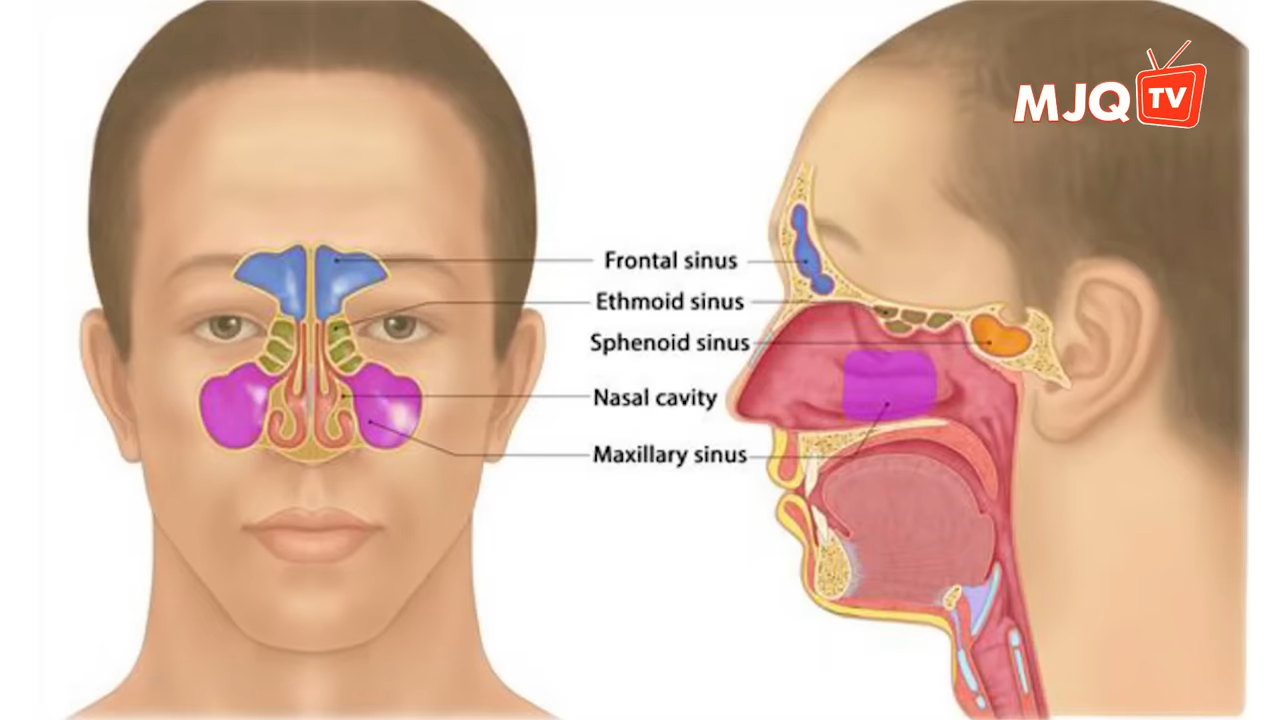 MJQ TV
Frontal sinus
Ethmoid sinus
Sphenoid sinus
Nasal cavity
Maxillary sinus